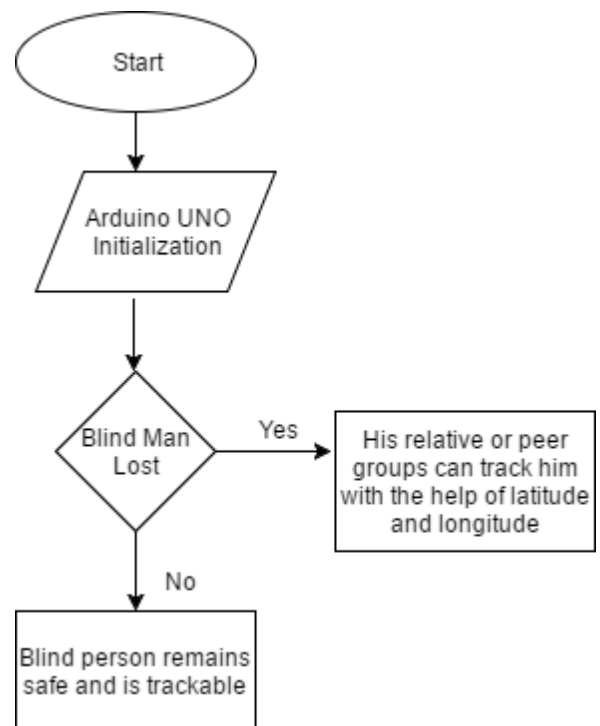 Start
Arduino UNO
Initialization
Blind Man
Lost
Yes
His relative or peer
groups can track him
with the help of latitude
and longitude
No
Blind person remains
safe and is trackable